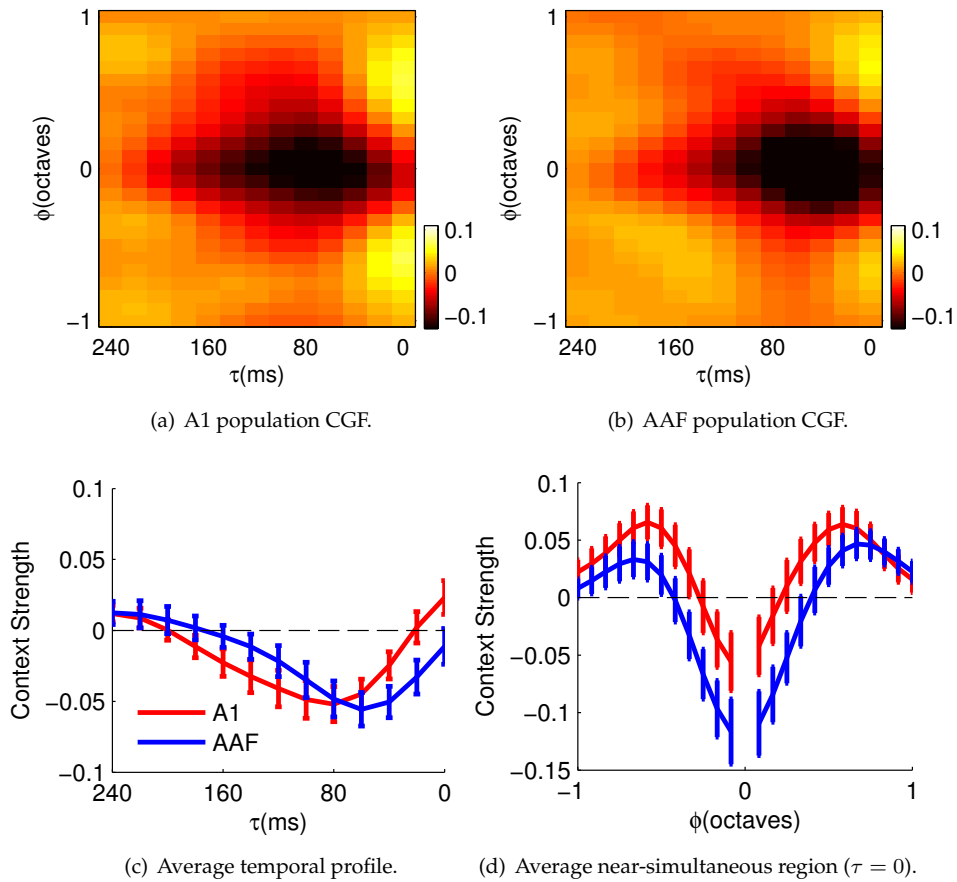 1
0
−1
ϕ(octaves)
240 160 80 0
τ(ms)
0.1
0
−0.1
(a) A1 population CGF.
1
0
−1
ϕ(octaves)
240 160 80 0
τ(ms)
0.1
0
−0.1
(b) AAF population CGF.
0.1
0.05
0
−0.05
−0.1
Context Strength
A1
AAF
240 160 80 0
τ(ms)
(c) Average temporal profile.
0.1
0.05
0
−0.05
−0.1
−0.15
Context Strength
−1 0 1
ϕ(octaves)
(d) Average near-simultaneous region (τ = 0).